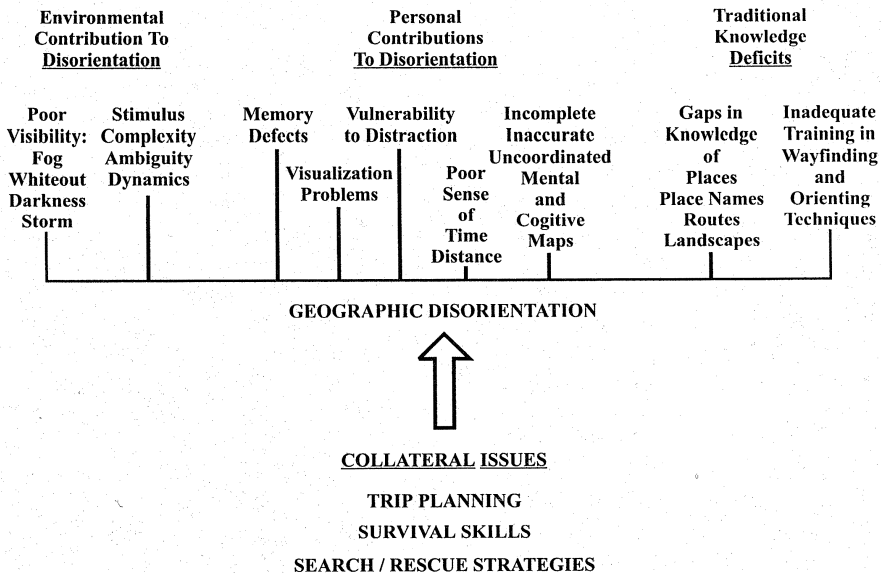 Environmental
Contribution To
Disorientation
Personal
Contributions
To Disorientation
Traditional
Knowledge
Deficits
Poor
Visibility:
Fog
Whiteout
Darkness
Storm
Stimulus
Complexity
Ambiguity
Dynamics
Memory
Defects
Visualization
Problems
Vulnerability
to Distraction
Poor
Sense
of
Time
Distance
Incomplete
Inaccurate
Uncoordinated
Mental
and
Cogitive
Maps
Gaps in
Knowledge
of
Places
Place Names
Routes
Landscapes
Inadequate
Training in
Wayfinding
and
Orienting
Techniques
GEOGRAPHIC DISORIENTATION
COLLATERAL ISSUES
TRIP PLANNING
SURVIVAL SKILLS
SEARCH / RESCUE STRATEGIES